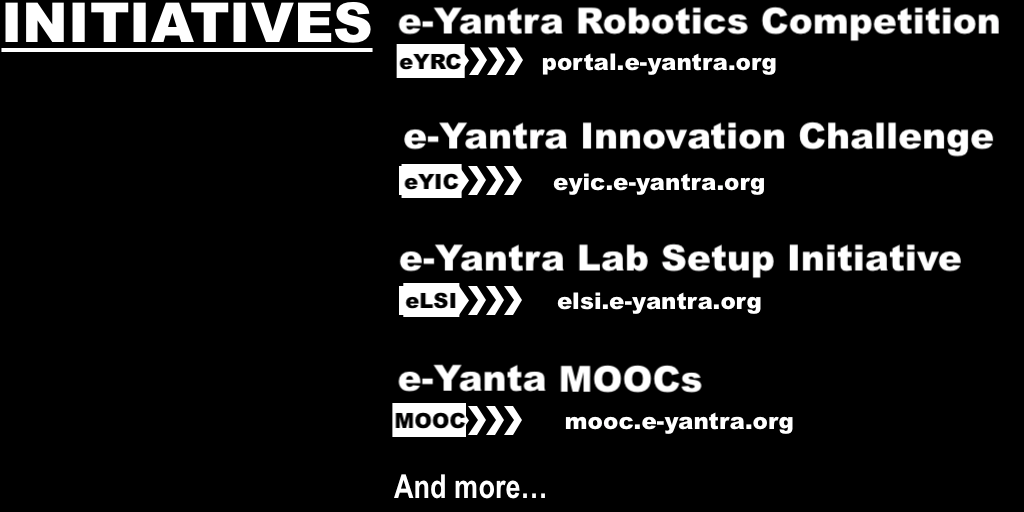 INITIATIVES
e-Yantra Robotics Competition
eYRC portal.e-yantra.org
e-Yantra Innovation Challenge
eYIC eyic.e-yantra.org
e-Yantra Lab Setup Initiative
eLSI elsi.e-yantra.org
e-Yanta MOOCs
MOOC mooc.e-yantra.org
And more...